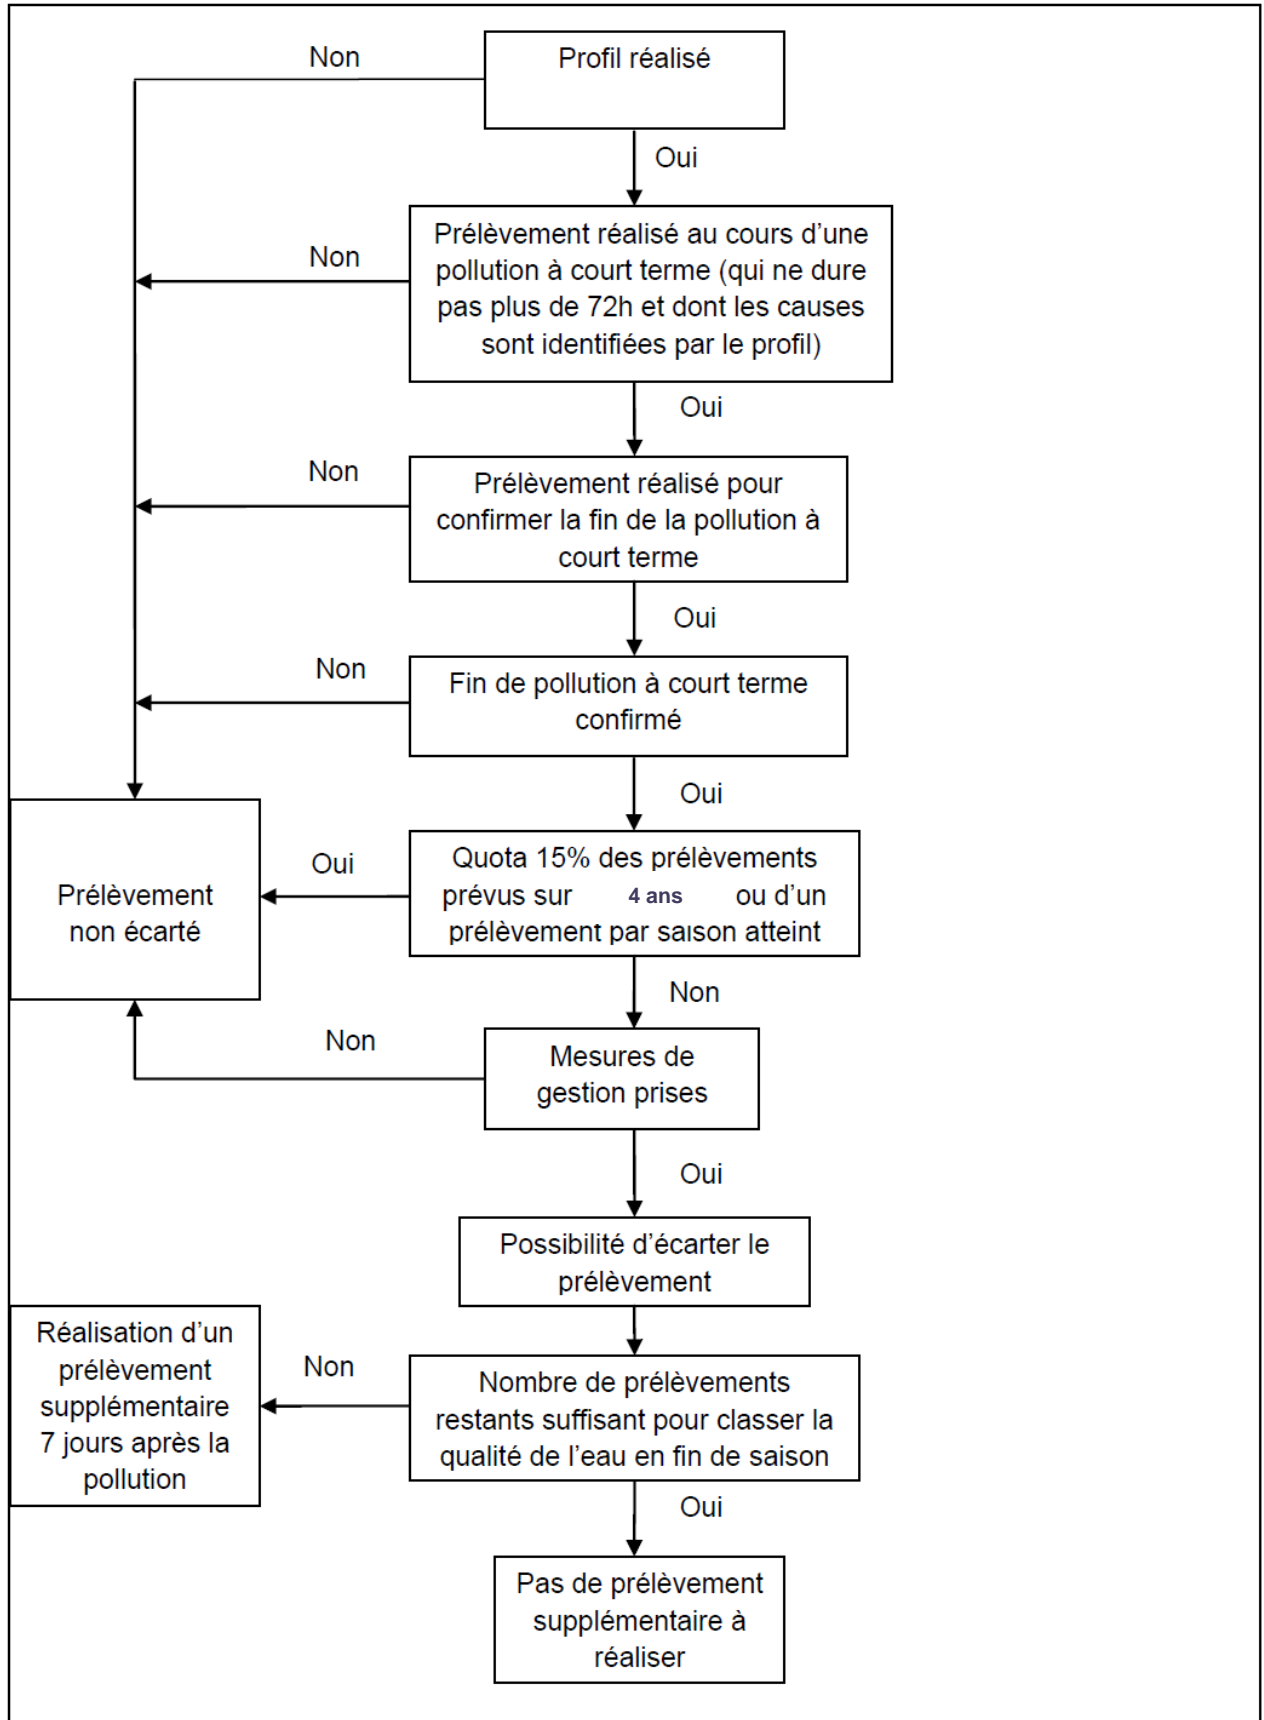 Non
Profil réalisé
Oui
Prélèvement réalisé au cours d'une
pollution à court terme (qui ne dure
pas plus de 72h et dont les causes
sont identifiées par le profil)
Non
Oui
Non
Prélèvement réalisé pour
confirmer la fin de la pollution à
court terme
Oui
Non
Fin de pollution à court terme
confirmé
Oui
Quota 15% des prélèvements
prévus sur 4 ans ou d'un
prélèvement par saison atteint
Oui
Prélèvement
non écarté
Non
Non
Mesures de
gestion prises
Oui
Possibilité d'écarter le
prélèvement
Réalisation d'un
prélèvement
supplémentaire
7 jours après la
pollution
Non
Nombre de prélèvements
restants suffisant pour classer la
qualité de l'eau en fin de saison
Oui
Pas de prélèvement
supplémentaire à
réaliser